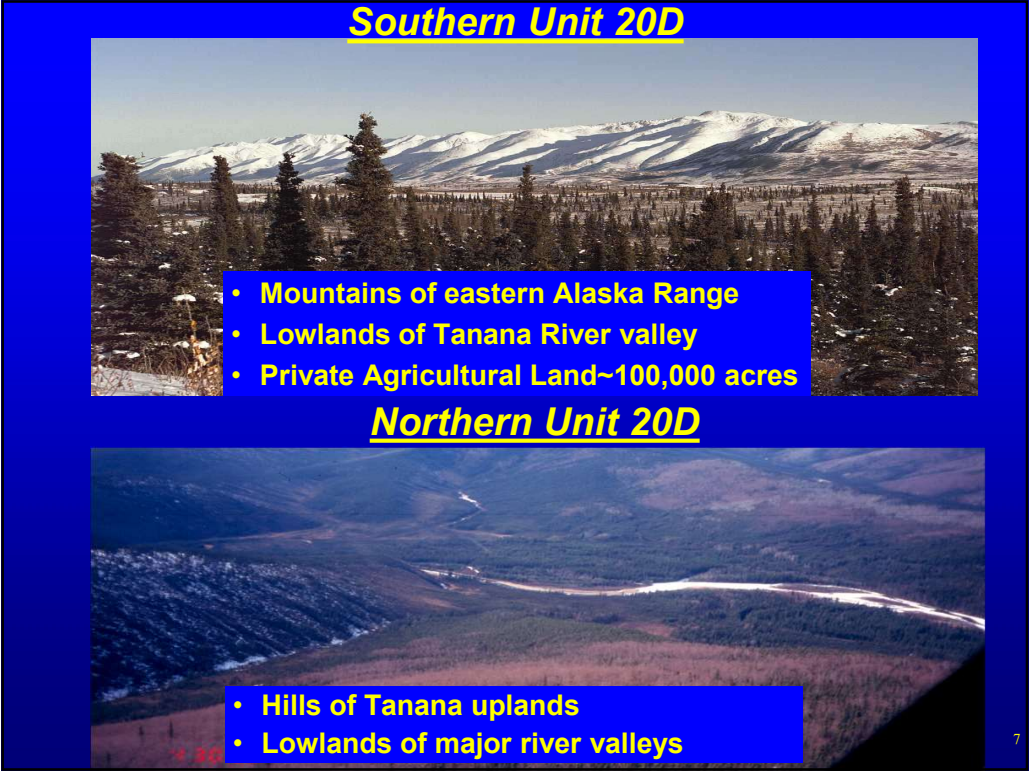 Southern Unit 20D
• Mountains of eastern Alaska Range
• Lowlands of Tanana River valley
• Private Agricultural Land~100,000 acres
Northern Unit 20D
• Hills of Tanana uplands
• Lowlands of major river valleys
7